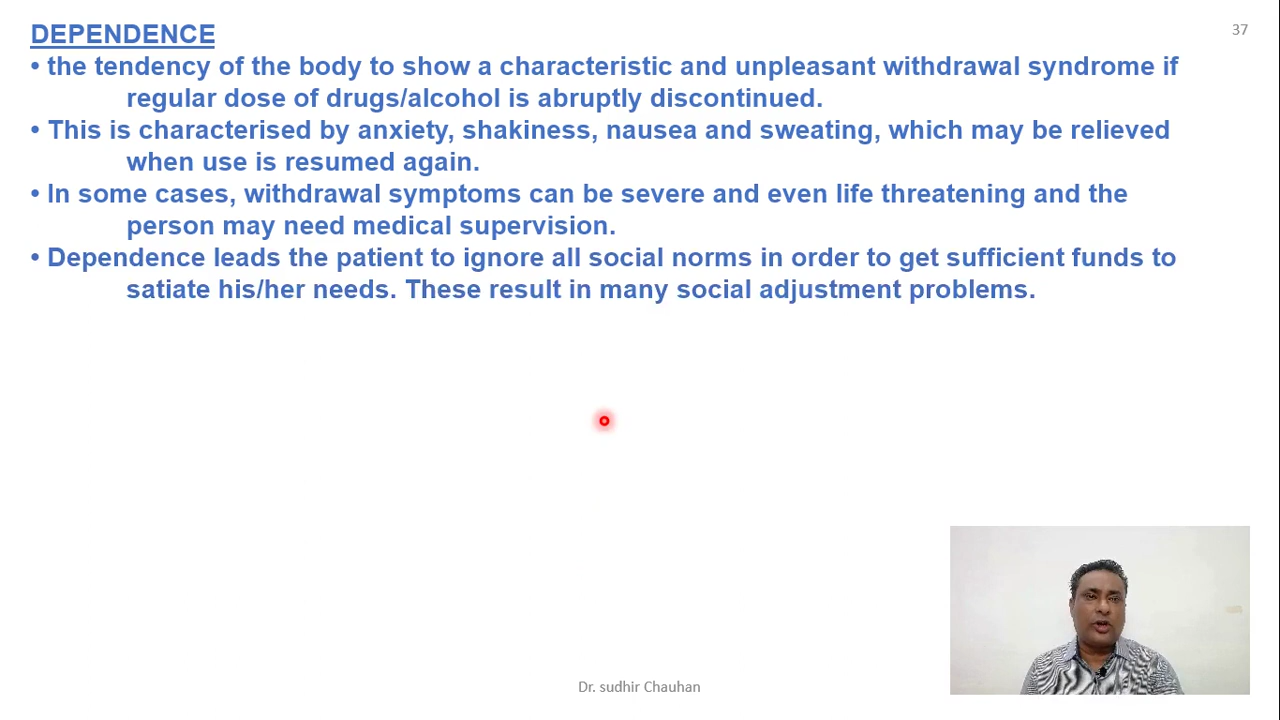 DEPENDENCE
37
• the tendency of the body to show a characteristic and unpleasant withdrawal syndrome if
regular dose of drugs/alcohol is abruptly discontinued.
• This is characterised by anxiety, shakiness, nausea and sweating, which may be relieved
when use is resumed again.
• In some cases, withdrawal symptoms can be severe and even life threatening and the
person may need medical supervision.
• Dependence leads the patient to ignore all social norms in order to get sufficient funds to
satiate his/her needs. These result in many social adjustment problems.
Dr. sudhir Chauhan